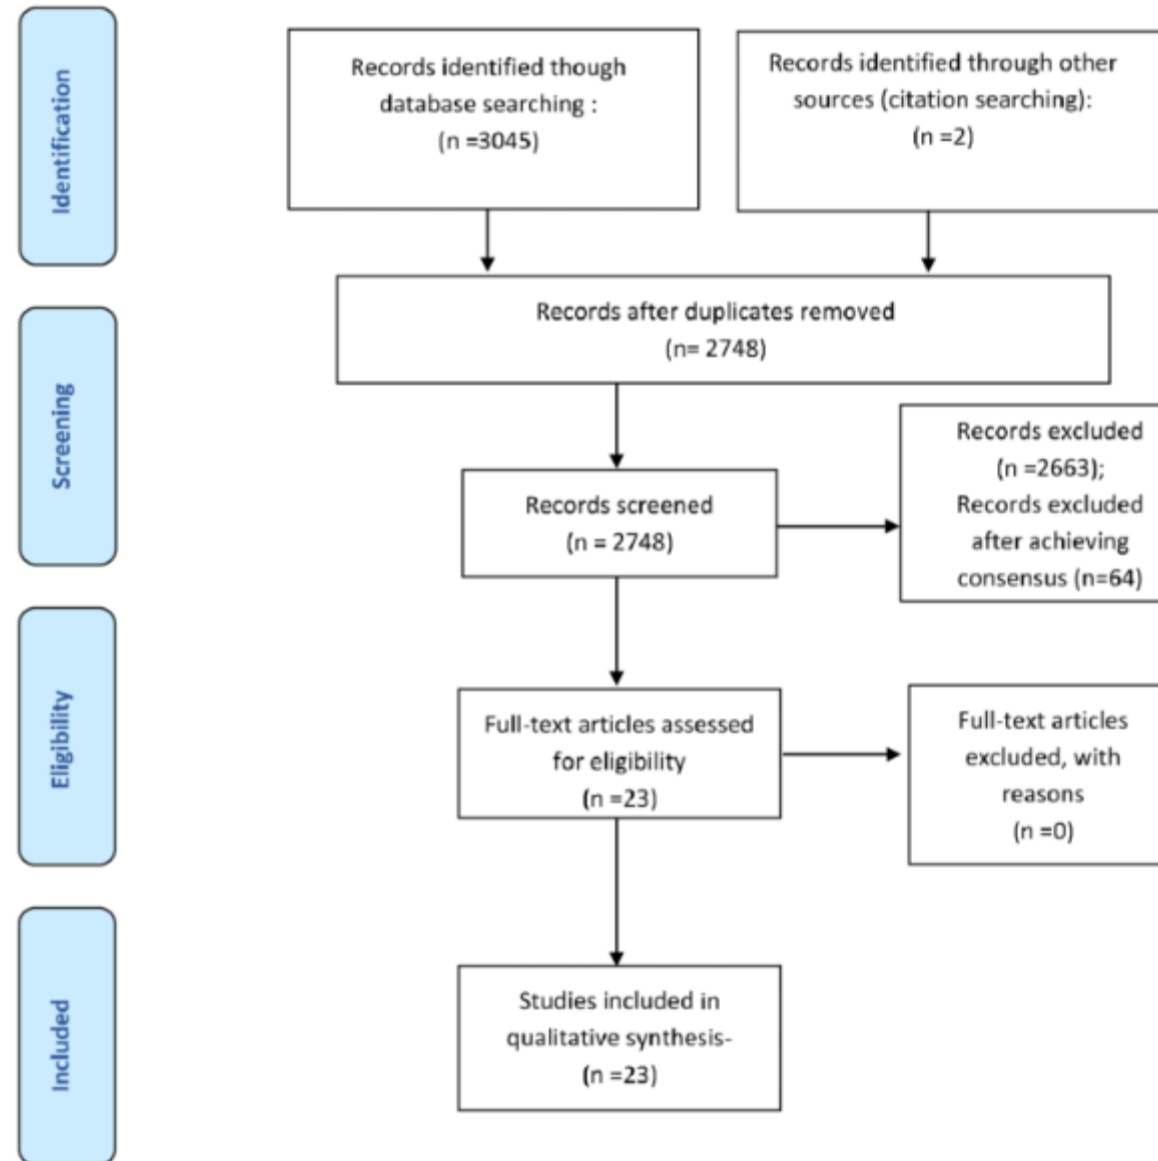 Identification
Records identified though
database searching :
(n =3045)
Records identified through other
sources (citation searching):
(n =2)
Records after duplicates removed
(n= 2748)
Screening
Records screened
(n = 2748)
Records excluded
(n =2663);
Records excluded
after achieving
consensus (n=64)
Eligibility
Full-text articles assessed
for eligibility
(n =23)
Full-text articles
excluded, with
reasons
(n =0)
Included
Studies included in
qualitative synthesis-
(n =23)